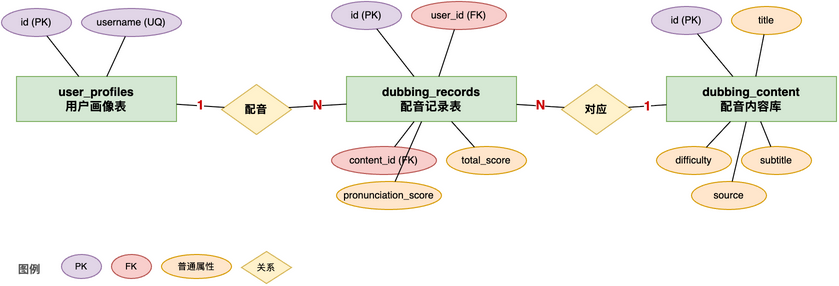 id (PK)
username (UQ)
id (PK)
user_id (FK)
id (PK)
title
user_profiles
用户画像表
1
配音
N
dubbing_records
配音记录表
N
对应
1
dubbing_content
配音内容库
content_id (FK)
total_score
pronunciation_score
difficulty
subtitle
source
图例
PK
FK
普通属性
关系